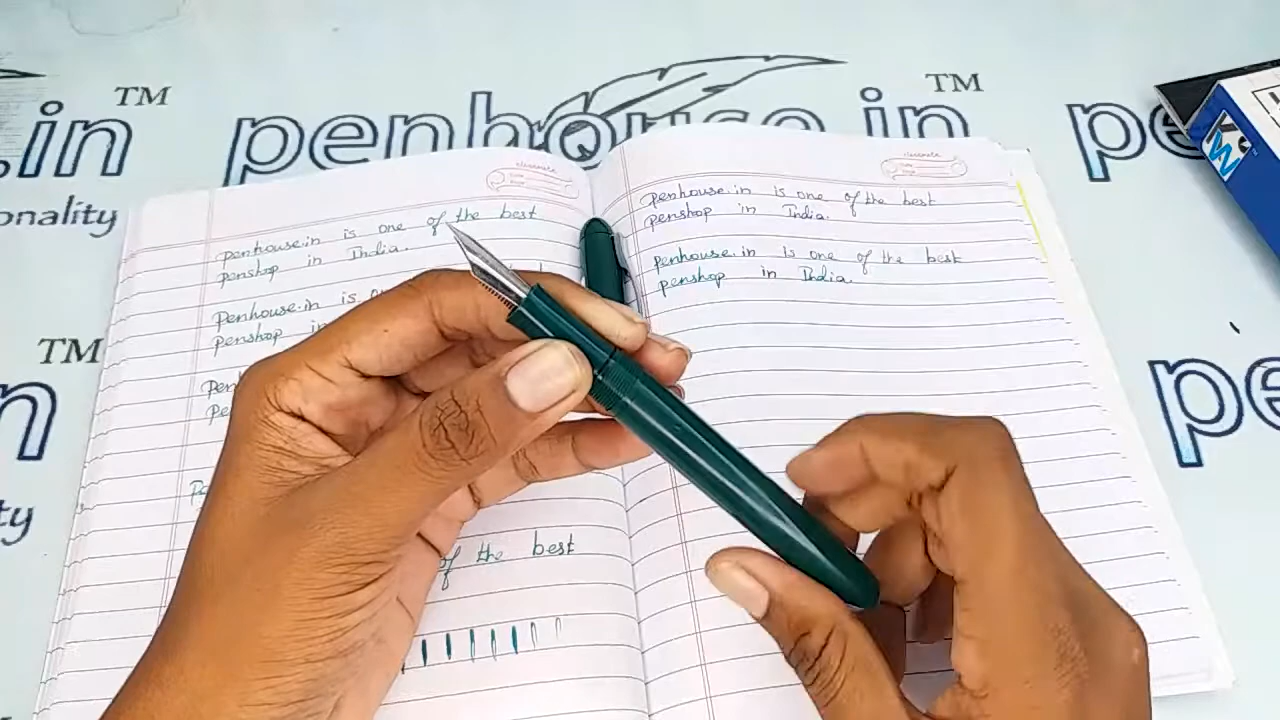 TM
TM
.in
penhouse.in
onality
penhouse.in is one of the best
penshop in India.
Penhouse.in is
penshop in
of the best
classmate
penhouse.in is one of the best
penshop in India.
penhouse.in is one of the best
penshop in India.
TM